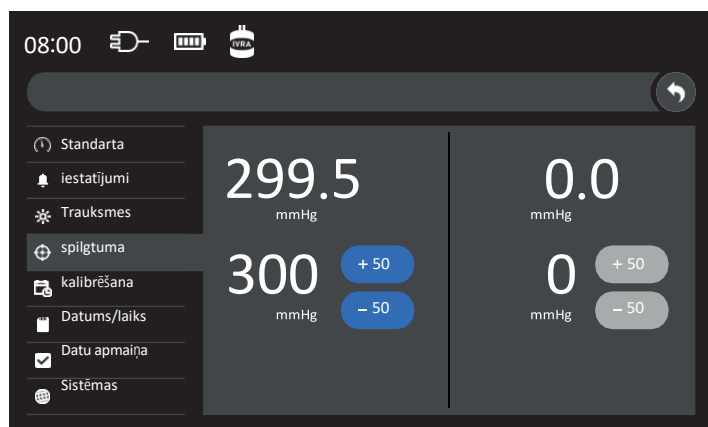 08:00 IVRA
Standarta
iestatījumi
Trauksmes
spilgtuma
kalibrēšana
Datums/laiks
Datu apmaiņa
Sistēmas
299.5
mmHg
300
mmHg
+ 50
– 50
0.0
mmHg
0
mmHg
+ 50
– 50